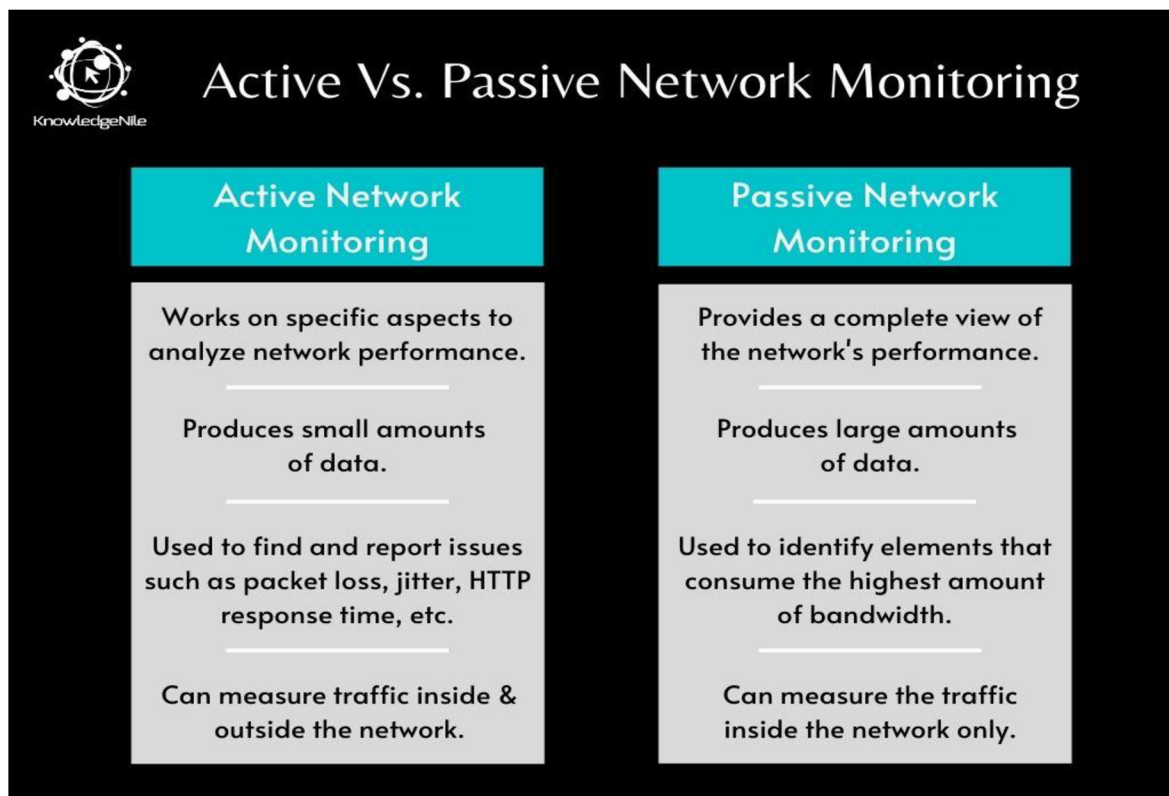 KnowledgeNile
Active Vs. Passive Network Monitoring
Active Network
Monitoring
Works on specific aspects to
analyze network performance.
Produces small amounts
of data.
Used to find and report issues
such as packet loss, jitter, HTTP
response time, etc.
Can measure traffic inside &
outside the network.
Passive Network
Monitoring
Provides a complete view of
the network's performance.
Produces large amounts
of data.
Used to identify elements that
consume the highest amount
of bandwidth.
Can measure the traffic
inside the network only.